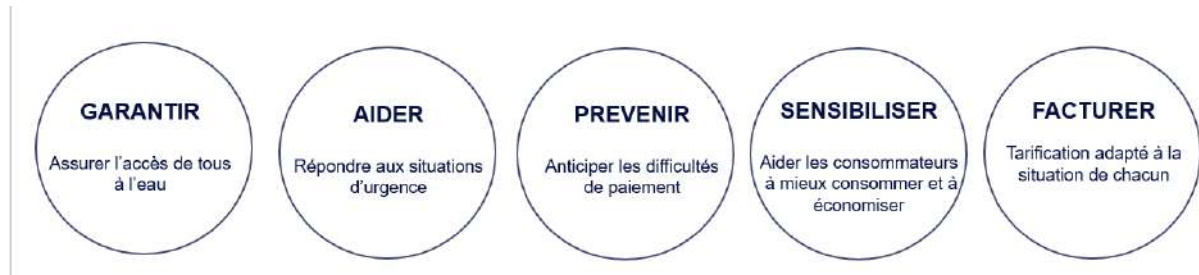 GARANTIR
Assurer l'accès de tous
à l'eau
AIDER
Répondre aux situations
d'urgence
PREVENIR
Anticiper les difficultés
de paiement
SENSIBILISER
Aider les consommateurs
à mieux consommer et à
économiser
FACTURER
Tarification adapté à la
situation de chacun